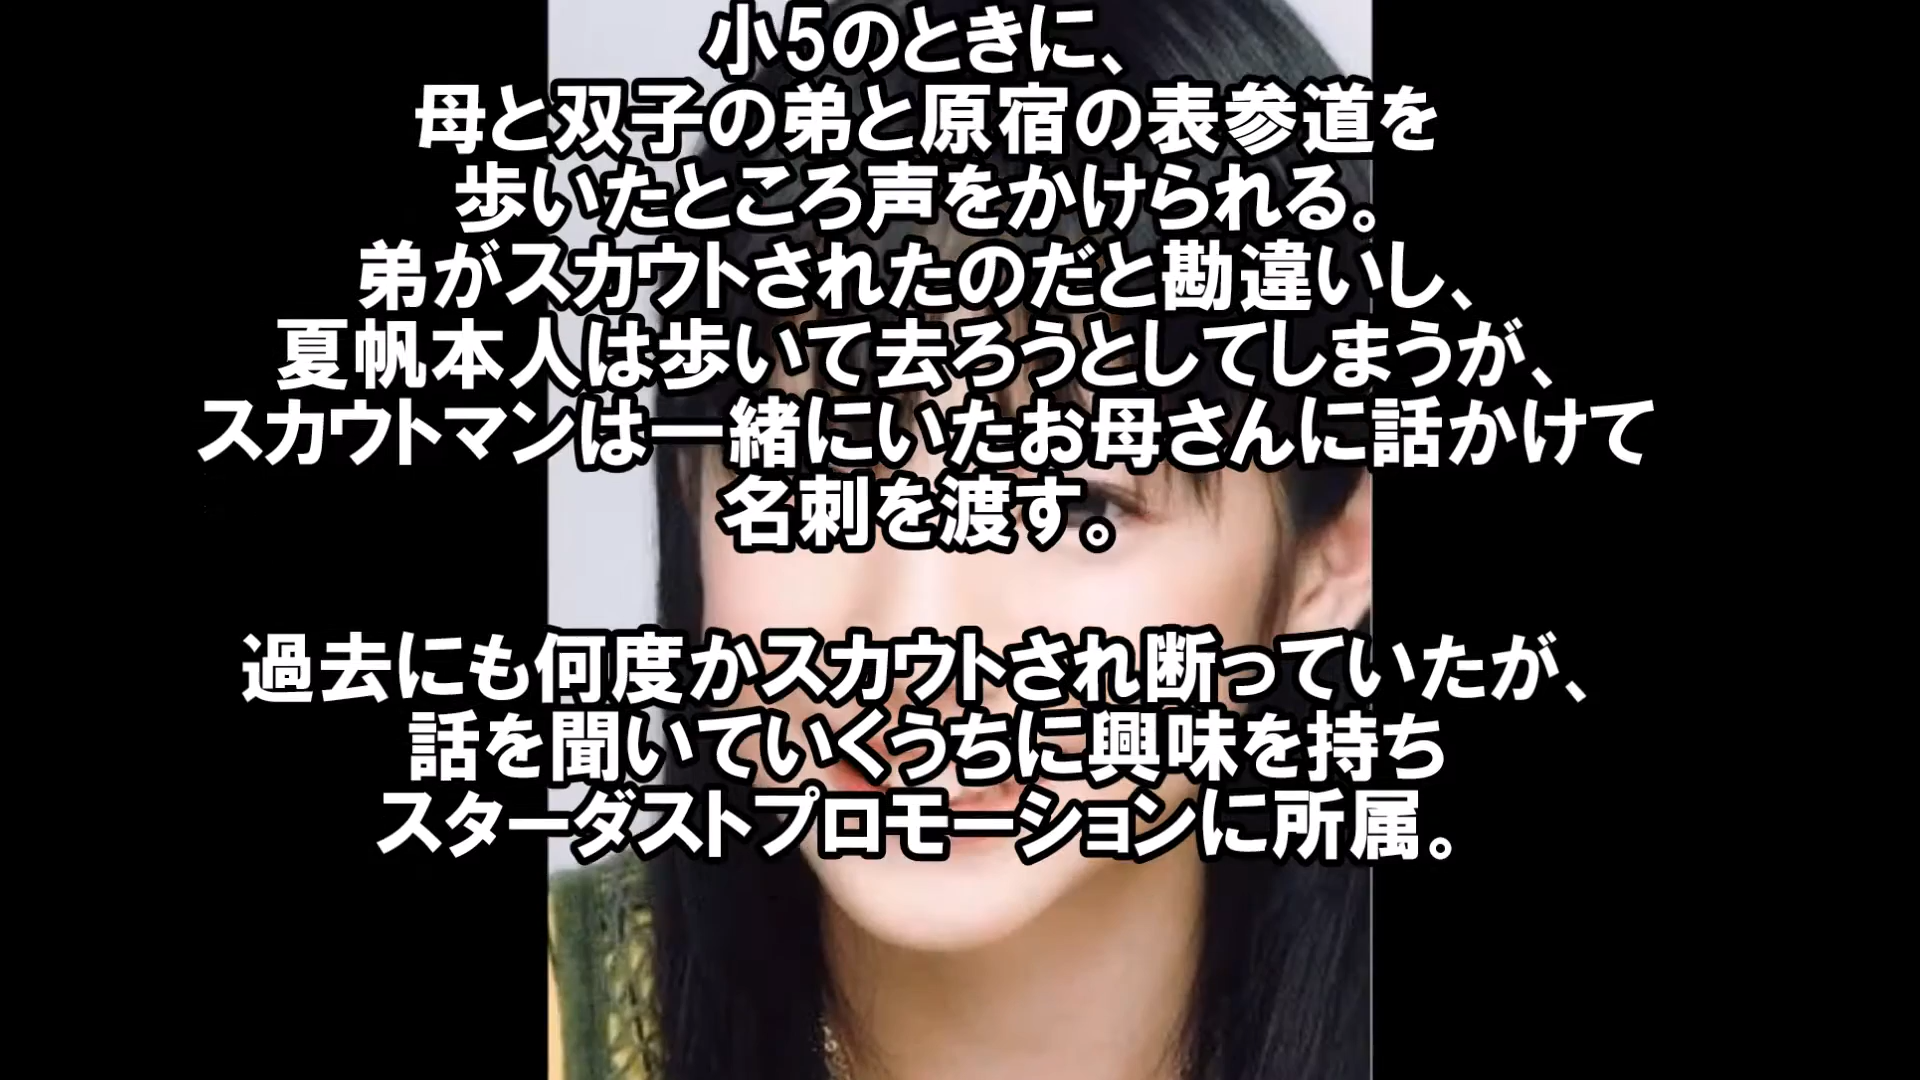 小5のときに、
母と双子の弟と原宿の表参道を
歩いたところ声をかけられる。
弟がスカウトされたのだと勘違いし、
夏帆本人は歩いて去ろうとしてしまうが、
スカウトマンは一緒にいたお母さんに話かけて
名刺を渡す。
過去にも何度かスカウトされ断っていたが、
話を聞いていくうちに興味を持ち
スターダストプロモーションに所属。